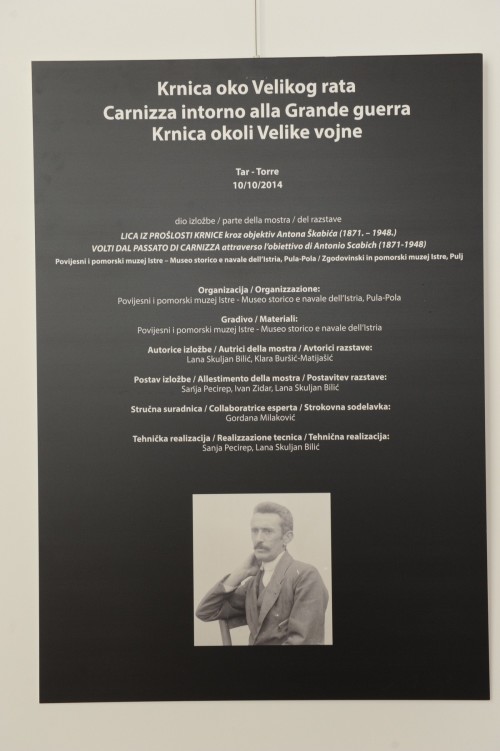 Krnica oko Velikog rata
Carnizza intorno alla Grande guerra
Krnica okoli Velike vojne
Tar - Torre
10/10/2014
dio izložbe / parte della mostra / del razstave
LICA IZ PROŠLOSTI KRNICE kroz objektiv Antona Škabića (1871. – 1948.)
VOLTI DAL PASSATO DI CARNIZZA attraverso l'obiettivo di Antonio Scabich (1871-1948)
Povijesni i pomorski muzej Istre – Museo storico e navale dell'Istria, Pula-Pola / Zgodovinski in pomorski muzej Istre, Pulj
Organizacija / Organizzazione:
Povijesni i pomorski muzej Istre - Museo storico e navale dell'Istria, Pula-Pola
Gradivo / Materiali:
Povijesni i pomorski muzej Istre - Museo storico e navale dell'Istria
Autorice izložbe / Autrici della mostra / Avtorici razstave:
Lana Skuljan Bilić, Klara Buršić-Matijašić
Postav izložbe / Allestimento della mostra / Postavitev razstave:
Sanja Pecirep, Ivan Zidar, Lana Skuljan Bilić
Stručna suradnica / Collaboratrice esperta / Strokovna sodelavka:
Gordana Milaković
Tehnička realizacija / Realizzazione tecnica / Tehnična realizacija:
Sanja Pecirep, Lana Skuljan Bilić